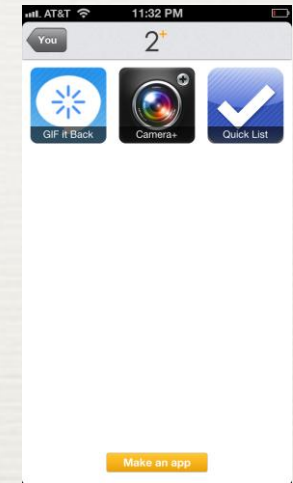 AT&T 11:32 PM
You
2+
GIF it Back Camera+ Quick List
Make an app